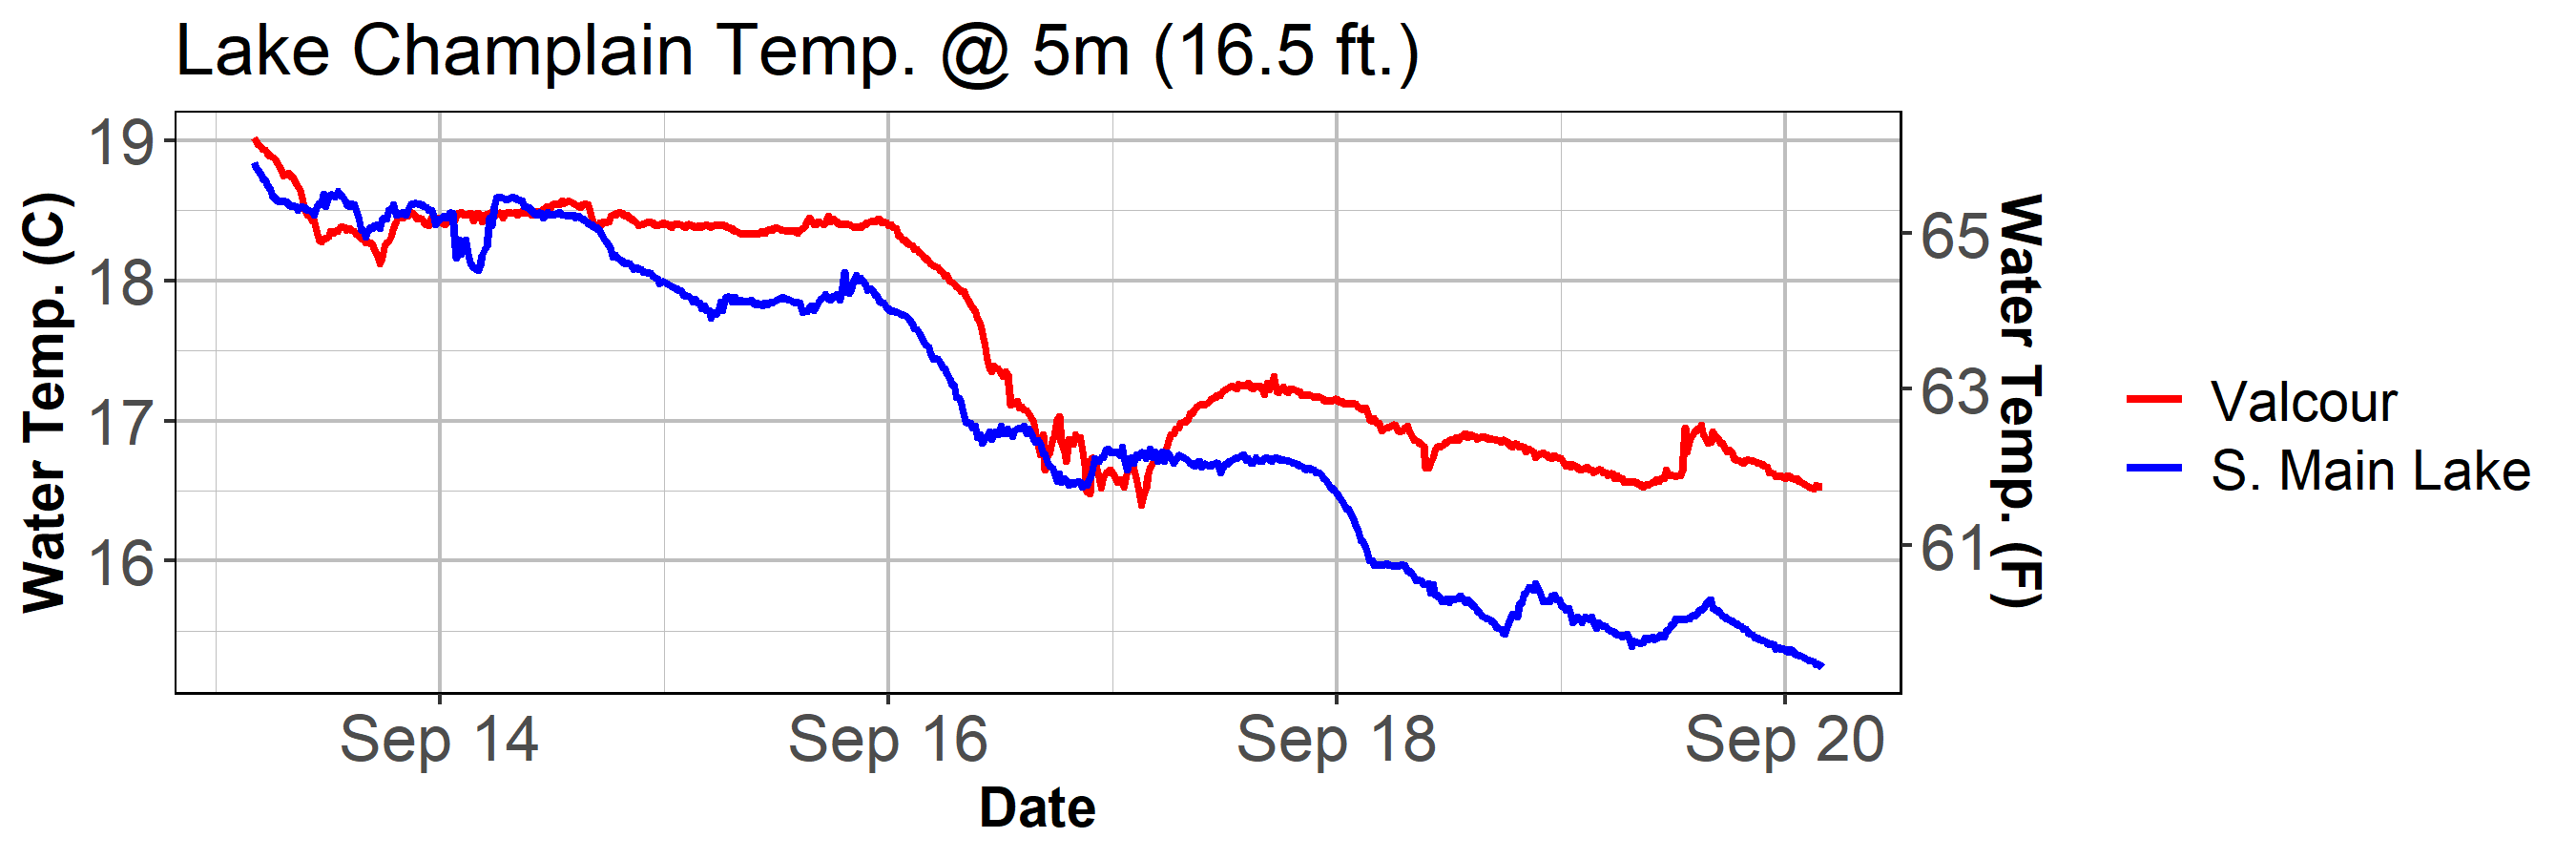 Lake Champlain Temp. @ 5m (16.5 ft.)
Water Temp. (C)
19
18
17
16
65
63
61
Water Temp. (F)
Sep 14
Sep 16
Sep 18
Sep 20
Date
Valcour
S. Main Lake